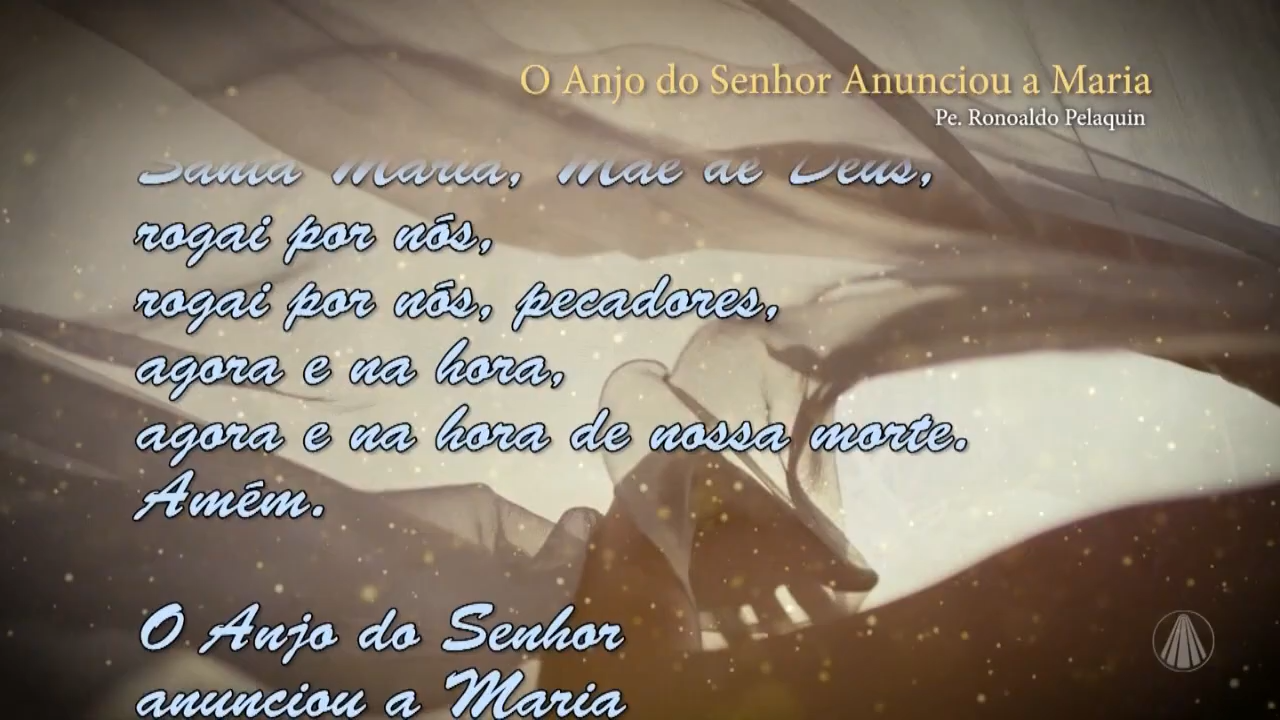 O Anjo do Senhor Anunciou a Maria
Pe. Ronoaldo Pelaquin
Santa Maria, Mãe de Deus,
rogai por nós,
rogai por nós, pecadores,
agora e na hora,
agora e na hora de nossa morte.
Amém.
O Anjo do Senhor
anunciou a Maria